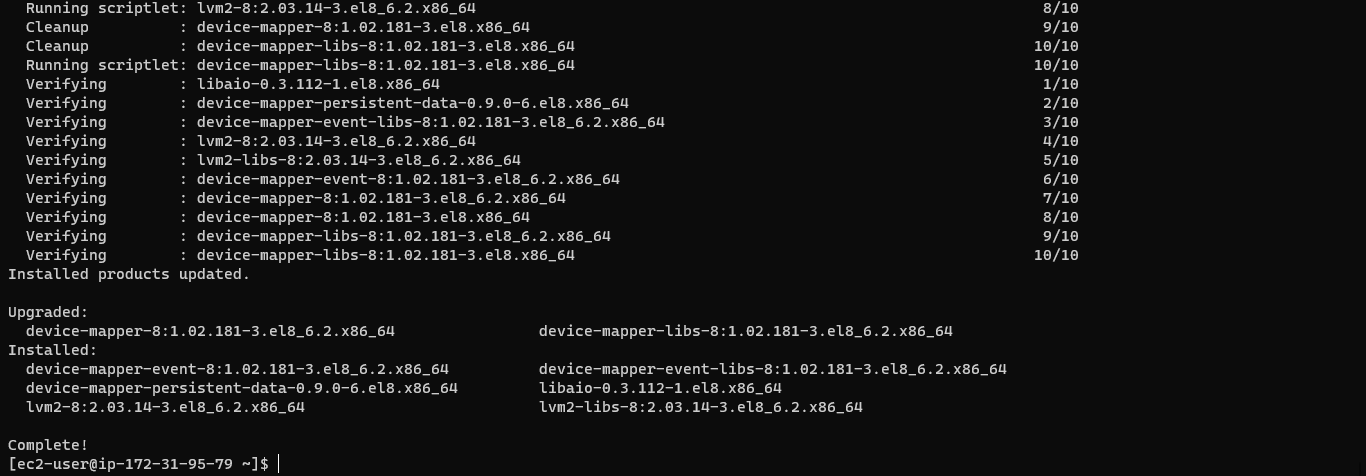 Running scriptlet: lvm2-8:2.03.14-3.el8_6.2.x86_64 8/10
Cleanup : device-mapper-8:1.02.181-3.el8.x86_64 9/10
Cleanup : device-mapper-libs-8:1.02.181-3.el8.x86_64 10/10
Running scriptlet: device-mapper-libs-8:1.02.181-3.el8.x86_64 10/10
Verifying : libaio-0.3.112-1.el8.x86_64 1/10
Verifying : device-mapper-persistent-data-0.9.0-6.el8.x86_64 2/10
Verifying : device-mapper-event-libs-8:1.02.181-3.el8_6.2.x86_64 3/10
Verifying : lvm2-8:2.03.14-3.el8_6.2.x86_64 4/10
Verifying : lvm2-libs-8:2.03.14-3.el8_6.2.x86_64 5/10
Verifying : device-mapper-event-8:1.02.181-3.el8_6.2.x86_64 6/10
Verifying : device-mapper-8:1.02.181-3.el8_6.2.x86_64 7/10
Verifying : device-mapper-8:1.02.181-3.el8.x86_64 8/10
Verifying : device-mapper-libs-8:1.02.181-3.el8_6.2.x86_64 9/10
Verifying : device-mapper-libs-8:1.02.181-3.el8.x86_64 10/10
Installed products updated.
Upgraded:
device-mapper-8:1.02.181-3.el8_6.2.x86_64 device-mapper-libs-8:1.02.181-3.el8_6.2.x86_64
Installed:
device-mapper-event-8:1.02.181-3.el8_6.2.x86_64 device-mapper-event-libs-8:1.02.181-3.el8_6.2.x86_64
device-mapper-persistent-data-0.9.0-6.el8.x86_64 libaio-0.3.112-1.el8.x86_64
lvm2-8:2.03.14-3.el8_6.2.x86_64 lvm2-libs-8:2.03.14-3.el8_6.2.x86_64
Complete!
[ec2-user@ip-172-31-95-79 ~]$